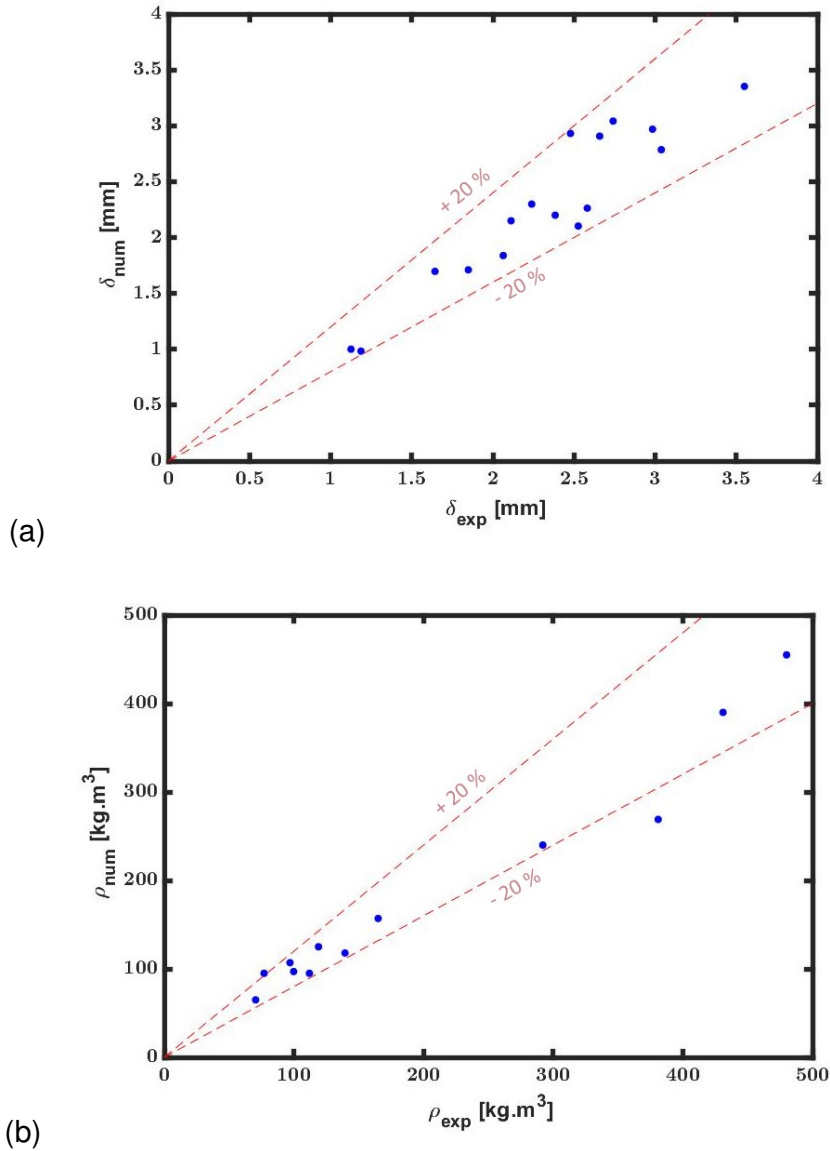 4
3.5
3
2.5
2
1.5
1
0.5
0
+ 20 %
- 20 %
δnum [mm]
0 0.5 1 1.5 2 2.5 3 3.5 4
δexp [mm]
(a)
500
400
300
200
100
0
+ 20 %
- 20 %
ρnum [kg.m3]
0 100 200 300 400 500
ρexp [kg.m3]
(b)